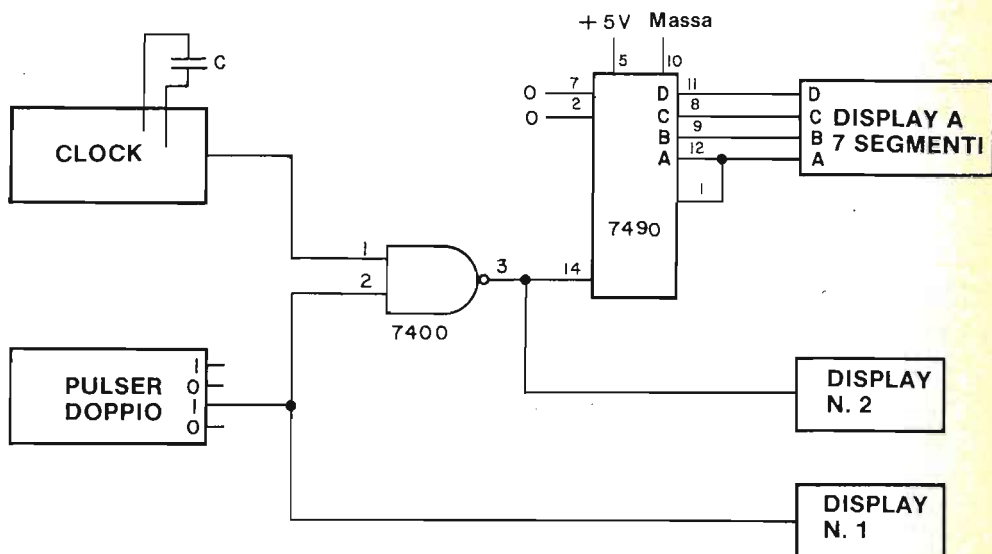 + 5V Massa
C
5 10
CLOCK
0 7
0 2
D 11
C 8
B 9
A 12
1
7490
D
C
B
A
DISPLAY A
7 SEGMENTI
1
2
3
14
7400
PULSER
DOPPIO
1
0
1
0
DISPLAY
N. 2
DISPLAY
N. 1